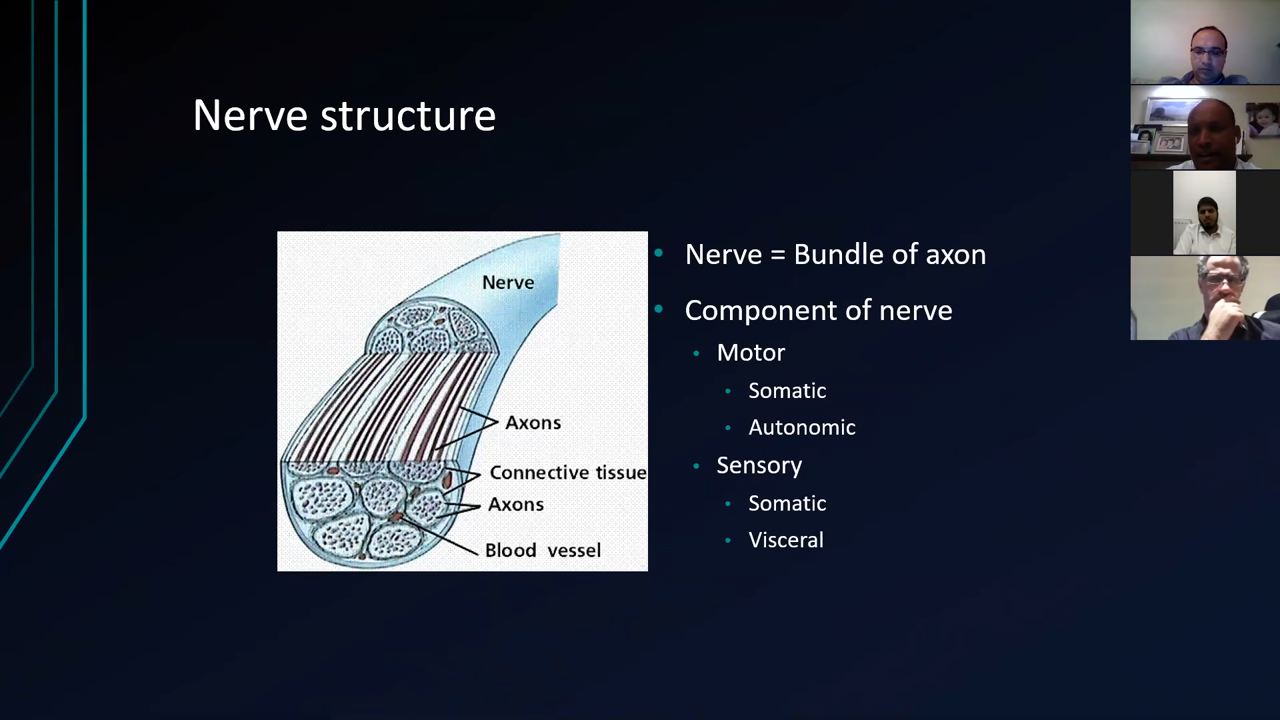 Nerve structure
Nerve
Axons
Connective tissue
Axons
Blood vessel
• Nerve = Bundle of axon
• Component of nerve
• Motor
• Somatic
• Autonomic
• Sensory
• Somatic
• Visceral